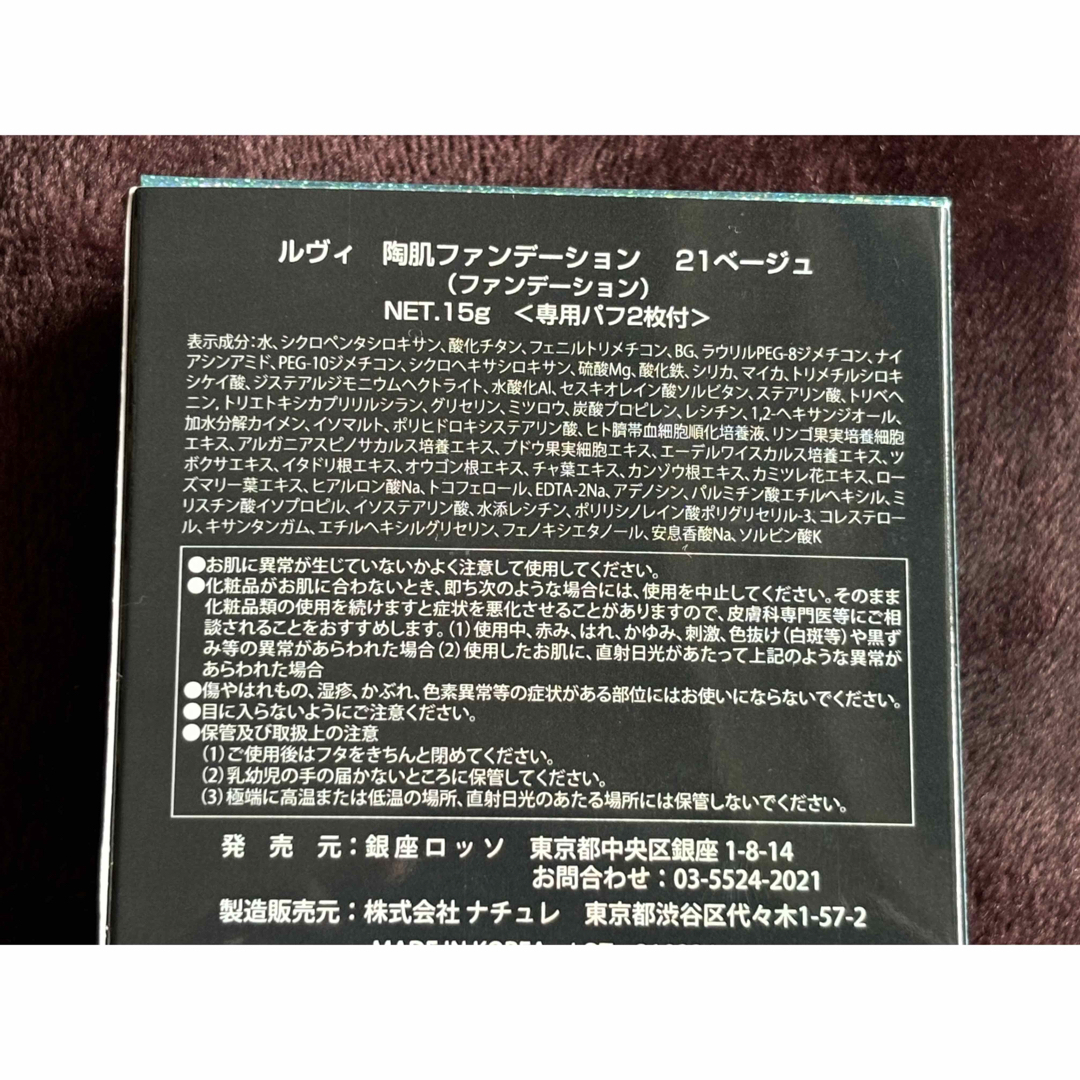 ルヴィ　陶肌ファンデーション　21ベージュ
（ファンデーション）
NET.15g　＜専用パフ2枚付＞
表示成分：水、シクロペンタシロキサン、酸化チタン、フェニルトリメチコン、BG、ラウリルPEG-8ジメチコン、ナイ
アシンアミド、PEG-10ジメチコン、シクロヘキサシロキサン、硫酸Mg、酸化鉄、シリカ、マイカ、トリメチルシロキ
シケイ酸、ジステアルジモニウムヘクトライト、水酸化Al、セスキオレイン酸ソルビタン、ステアリン酸、トリベヘ
ニン、トリエトキシカプリリルシラン、グリセリン、ミツロウ、炭酸プロピレン、レシチン、1,2-ヘキサンジオール、
加水分解カイメン、イソマルト、ポリヒドロキシステアリン酸、ヒト臍帯血細胞順化培養液、リンゴ果実培養細胞
エキス、アルガニアスピノサカルス培養エキス、ブドウ果実細胞エキス、エーデルワイスカルス培養エキス、ツ
ボクサエキス、イタドリ根エキス、オウゴン根エキス、チャ葉エキス、カンゾウ根エキス、カミツレ花エキス、ロー
ズマリー葉エキス、ヒアルロン酸Na、トコフェロール、EDTA-2Na、アデノシン、パルミチン酸エチルヘキシル、ミ
リスチン酸イソプロピル、イソステアリン酸、水添レシチン、ポリリシノレイン酸ポリグリセリル-3、コレステロー
ル、キサンタンガム、エチルヘキシルグリセリン、フェノキシエタノール、安息香酸Na、ソルビン酸K
●お肌に異常が生じていないかよく注意して使用してください。
●化粧品がお肌に合わないとき、即ち次のような場合には、使用を中止してください。そのまま
化粧品類の使用を続けますと症状を悪化させることがありますので、皮膚科専門医等にご相
談されることをおすすめします。（1）使用中、赤み、はれ、かゆみ、刺激、色抜け（白斑等）や黒ず
み等の異常があらわれた場合（2）使用したお肌に、直射日光があたって上記のような異常が
あらわれた場合
●傷やはれもの、湿疹、かぶれ、色素異常等の症状がある部位にはお使いにならないでください。
●目に入らないようにご注意ください。
●保管及び取扱上の注意
（1）ご使用後はフタをきちんと閉めてください。
（2）乳幼児の手の届かないところに保管してください。
（3）極端に高温または低温の場所、直射日光のあたる場所には保管しないでください。
発　売　元：銀座ロッソ　東京都中央区銀座 1-8-14
お問合わせ：03-5524-2021
製造販売元：株式会社 ナチュレ　東京都渋谷区代々木1-57-2
MADE IN KOREA